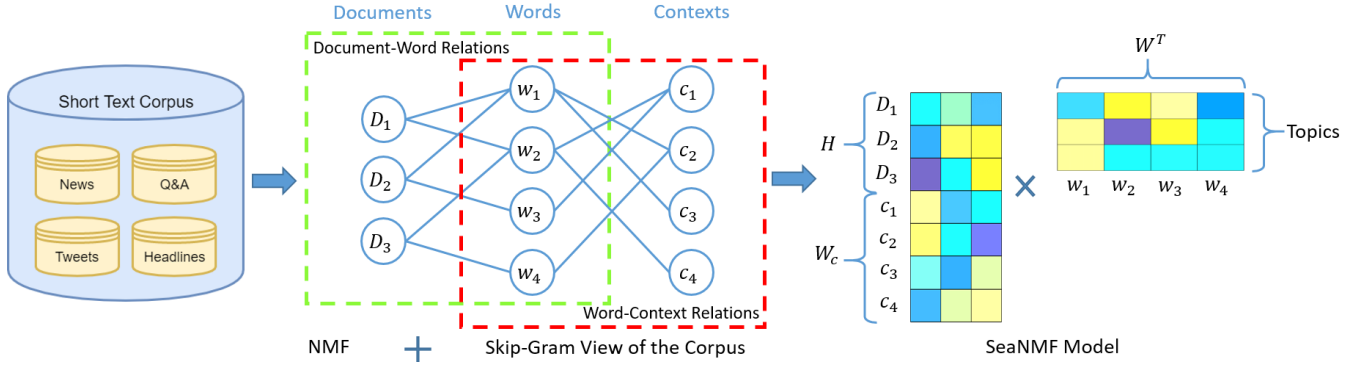 Documents Words Contexts
Document-Word Relations
Short Text Corpus
News Q&A
Tweets Headlines
D₁
D₂
D₃
w₁
w₂
w₃
w₄
c₁
c₂
c₃
c₄
Word-Context Relations
NMF + Skip-Gram View of the Corpus
H
W_c
D₁
D₂
D₃
c₁
c₂
c₃
c₄
×
Wᵀ
Topics
w₁ w₂ w₃ w₄
SeaNMF Model